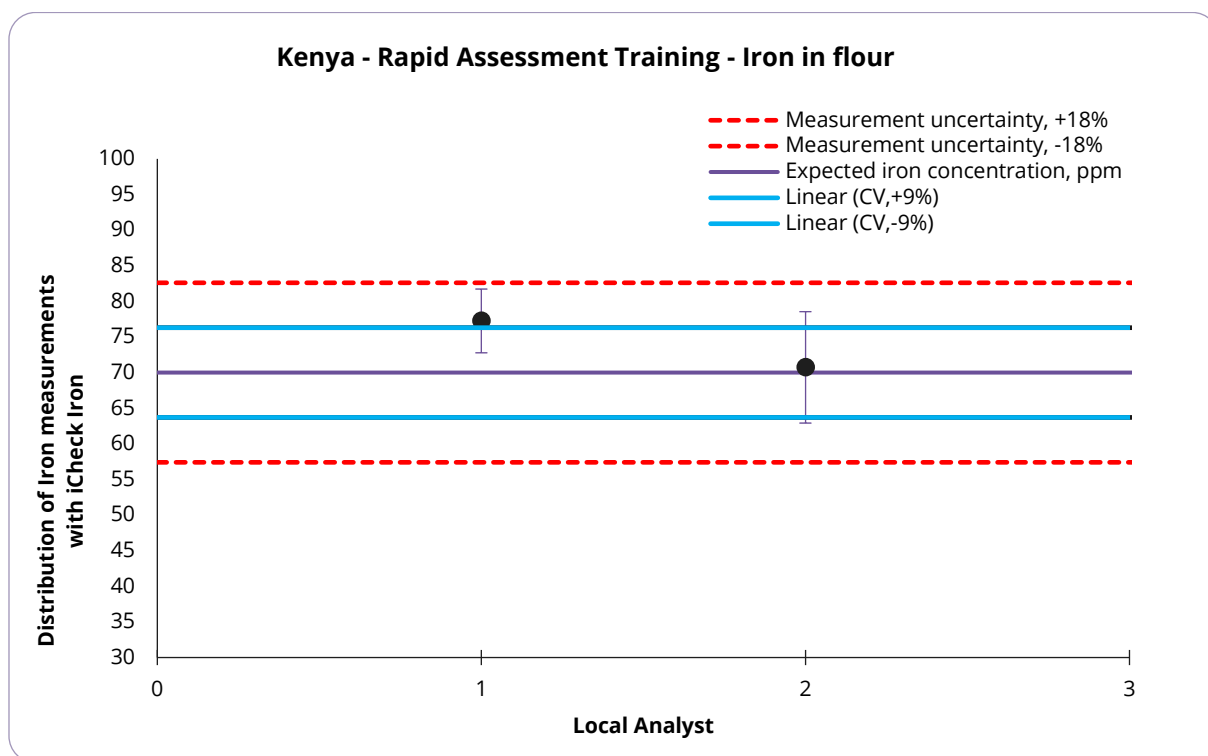 Kenya - Rapid Assessment Training - Iron in flour
Measurement uncertainty, +18%
Measurement uncertainty, -18%
Expected iron concentration, ppm
Linear (CV,+9%)
Linear (CV,-9%)
Distribution of Iron measurements
with iCheck Iron
100
95
90
85
80
75
70
65
60
55
50
45
40
35
30
0 1 2 3
Local Analyst